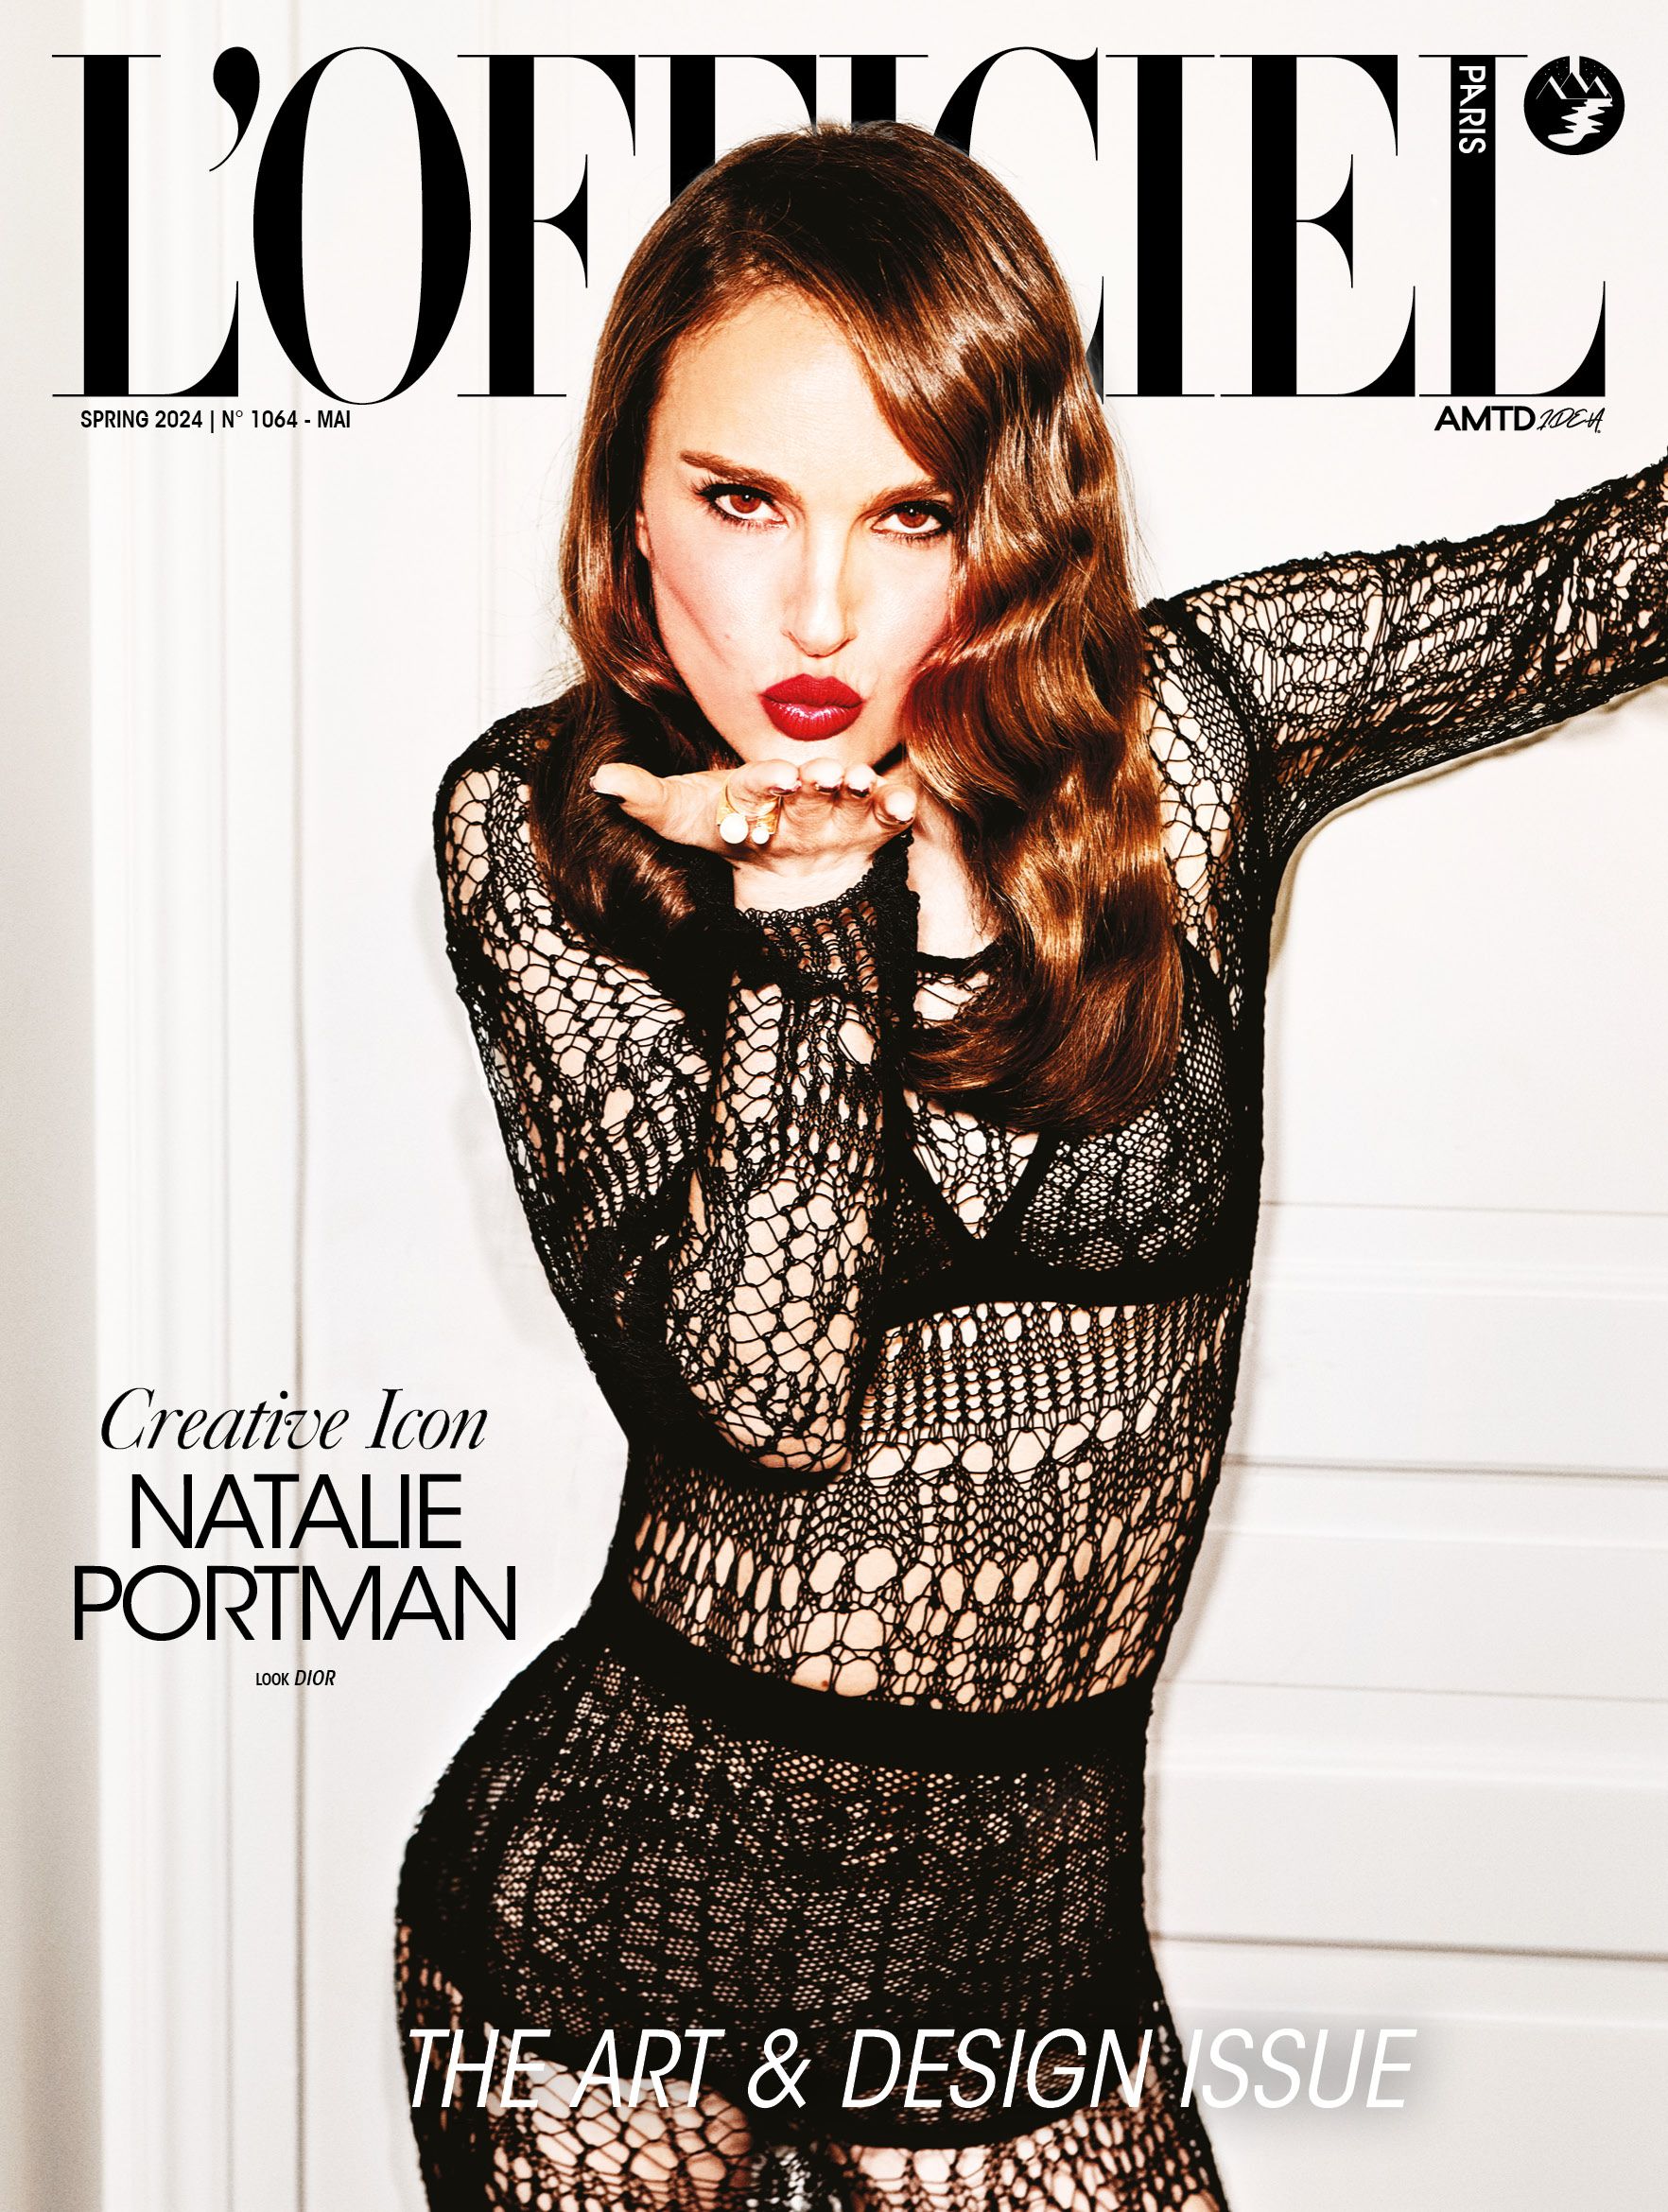 L'OFFICIEL
PARIS
SPRING 2024 | N° 1064 - MAI
AMTD IDEA
Creative Icon
NATALIE
PORTMAN
LOOK DIOR
THE ART & DESIGN ISSUE